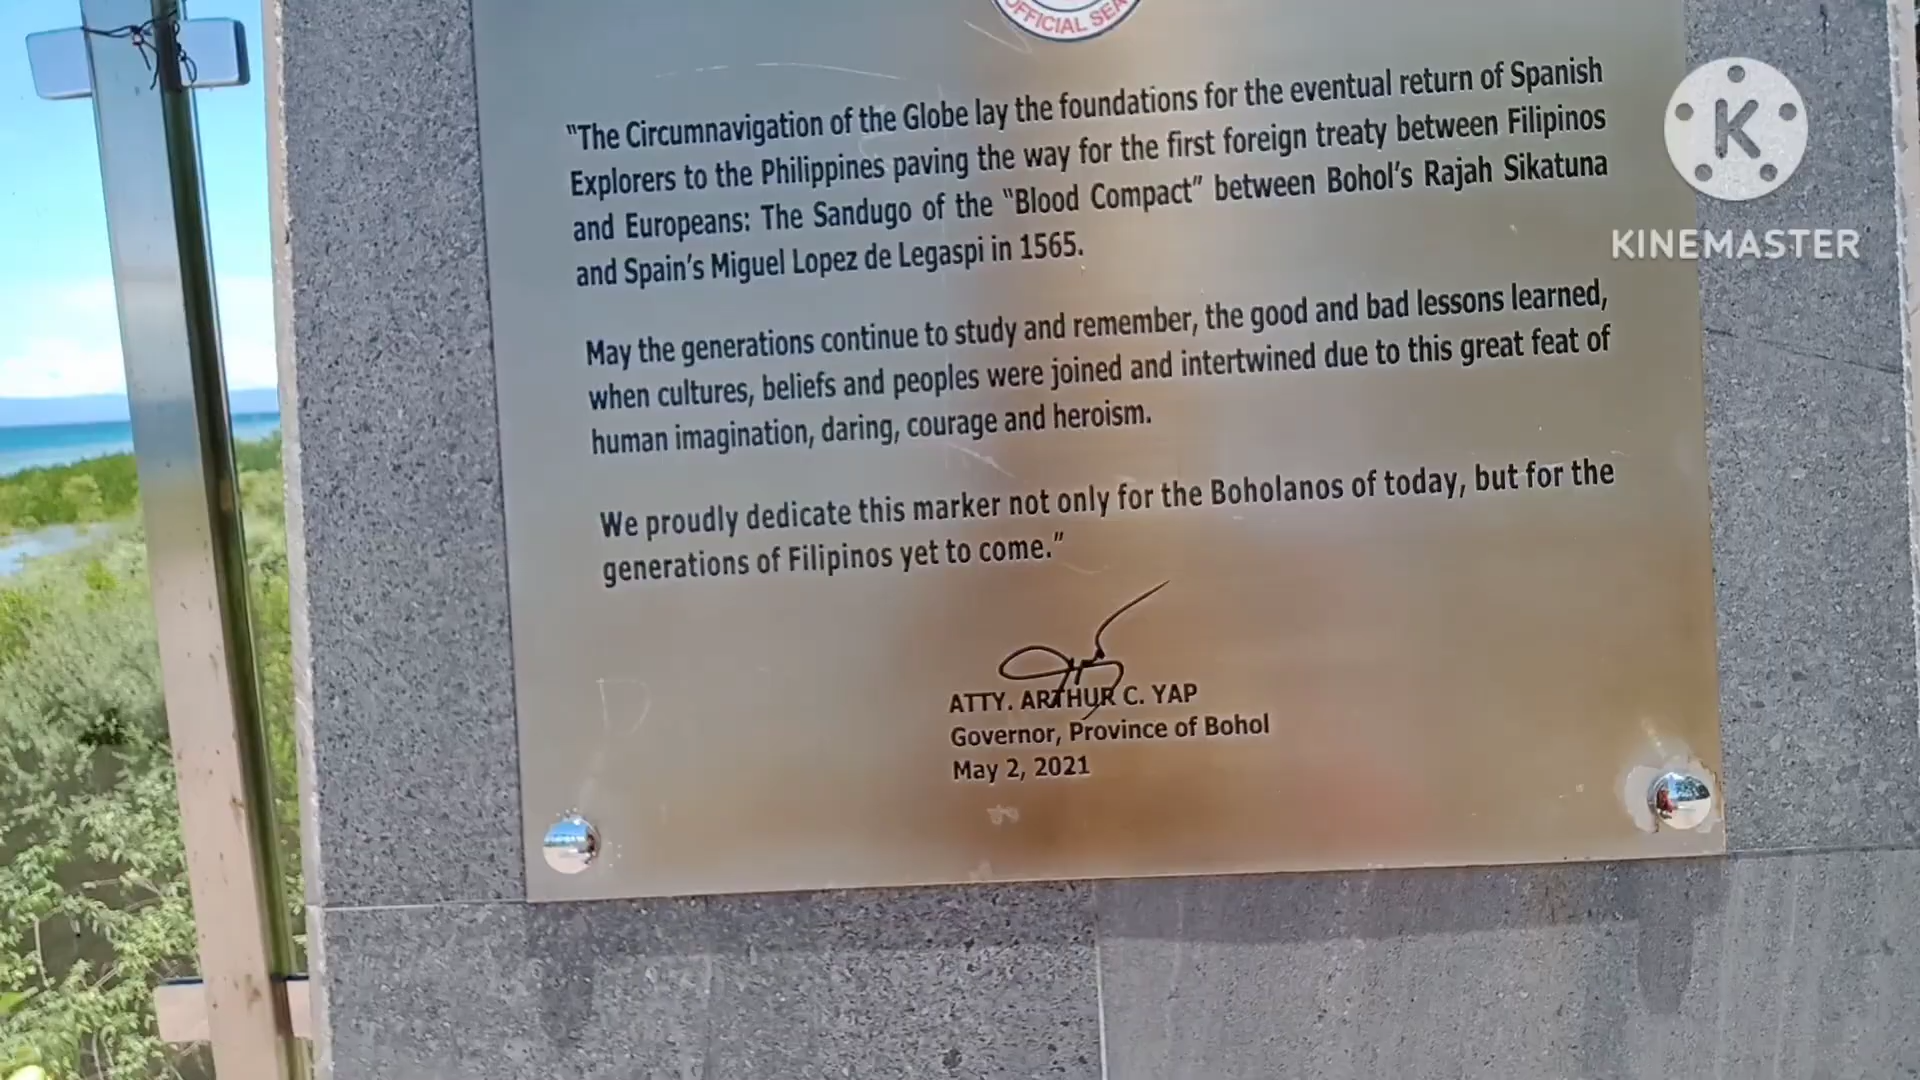 OFFICIAL SEA
"The Circumnavigation of the Globe lay the foundations for the eventual return of Spanish
Explorers to the Philippines paving the way for the first foreign treaty between Filipinos
and Europeans: The Sandugo of the "Blood Compact" between Bohol's Rajah Sikatuna
and Spain's Miguel Lopez de Legaspi in 1565.
May the generations continue to study and remember, the good and bad lessons learned,
when cultures, beliefs and peoples were joined and intertwined due to this great feat of
human imagination, daring, courage and heroism.
We proudly dedicate this marker not only for the Boholanos of today, but for the
generations of Filipinos yet to come."
ATTY. ARTHUR C. YAP
Governor, Province of Bohol
May 2, 2021
K
KINEMASTER